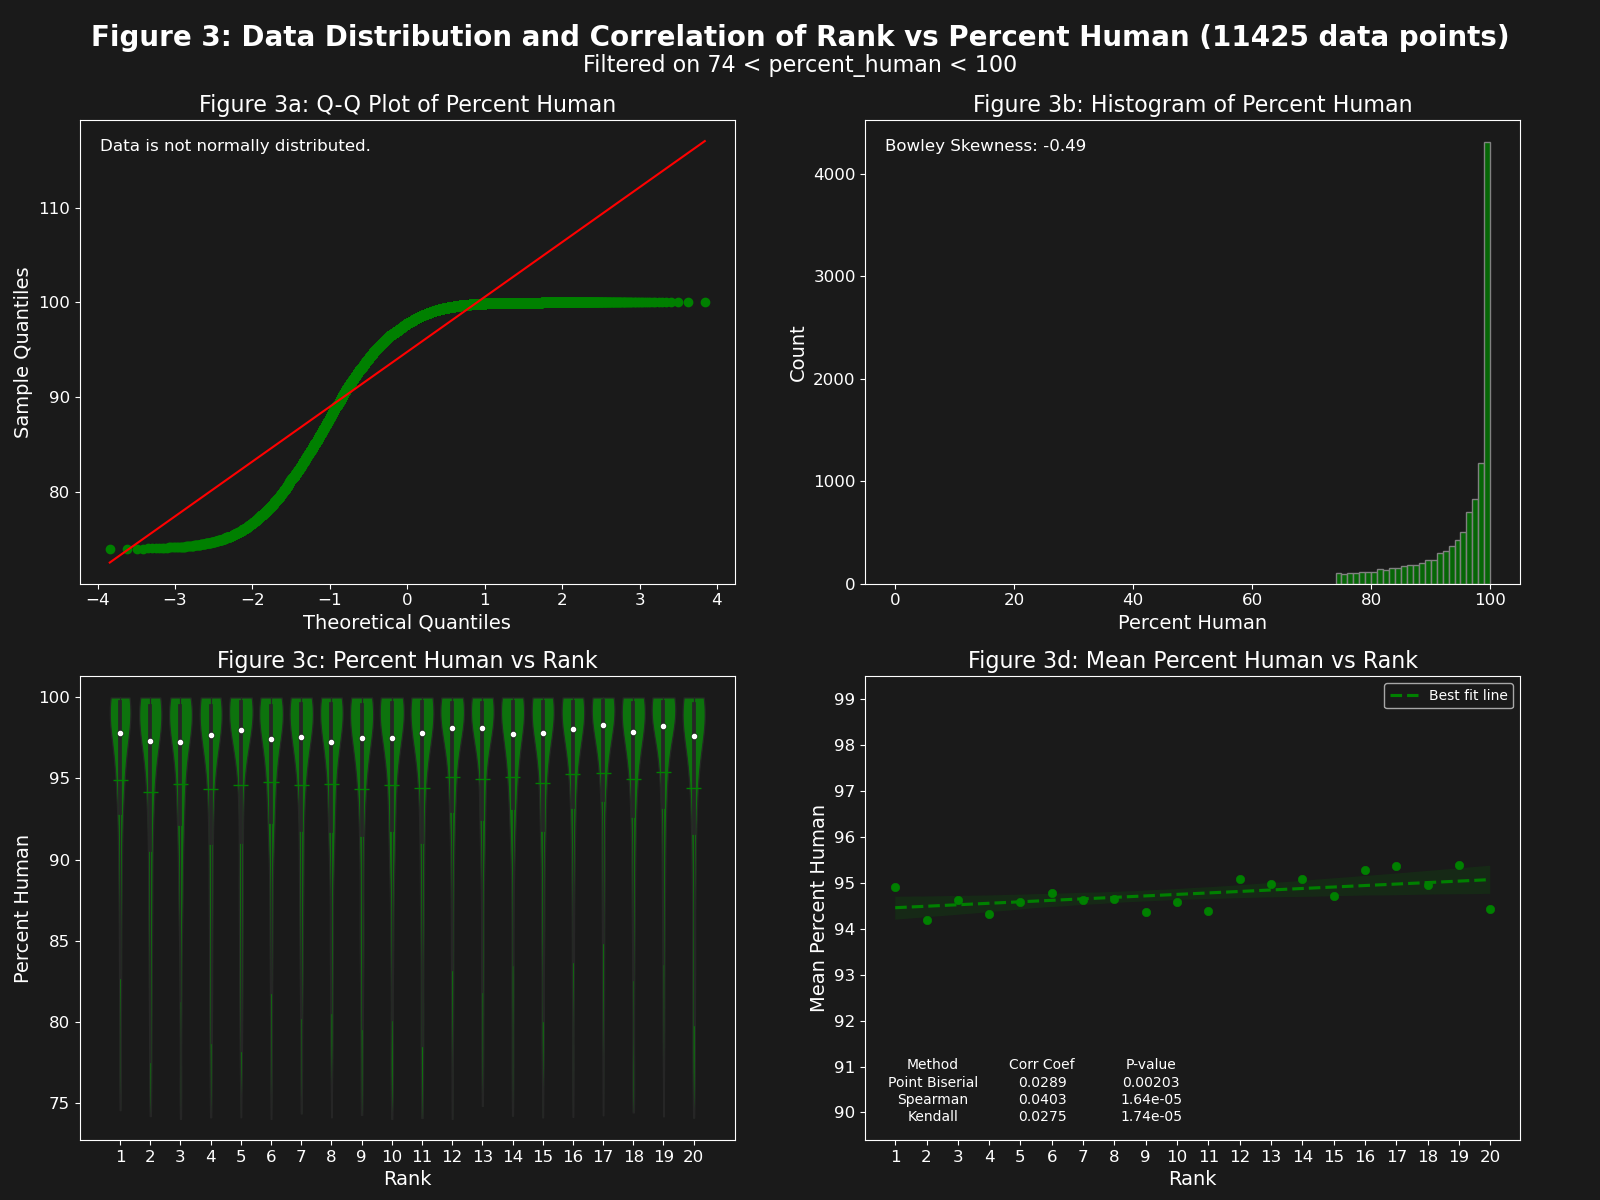 Figure 3: Data Distribution and Correlation of Rank vs Percent Human (11425 data points)
Filtered on 74 < percent_human < 100
Figure 3a: Q-Q Plot of Percent Human
Data is not normally distributed.
110
100
90
80
Sample Quantiles
−4 −3 −2 −1 0 1 2 3 4
Theoretical Quantiles
Figure 3b: Histogram of Percent Human
Bowley Skewness: -0.49
4000
3000
2000
1000
0
Count
0 20 40 60 80 100
Percent Human
Figure 3c: Percent Human vs Rank
100
95
90
85
80
75
Percent Human
1 2 3 4 5 6 7 8 9 10 11 12 13 14 15 16 17 18 19 20
Rank
Figure 3d: Mean Percent Human vs Rank
Best fit line
99
98
97
96
95
94
93
92
91
90
Mean Percent Human
Method Corr Coef P-value
Point Biserial 0.0289 0.00203
Spearman 0.0403 1.64e-05
Kendall 0.0275 1.74e-05
1 2 3 4 5 6 7 8 9 10 11 12 13 14 15 16 17 18 19 20
Rank